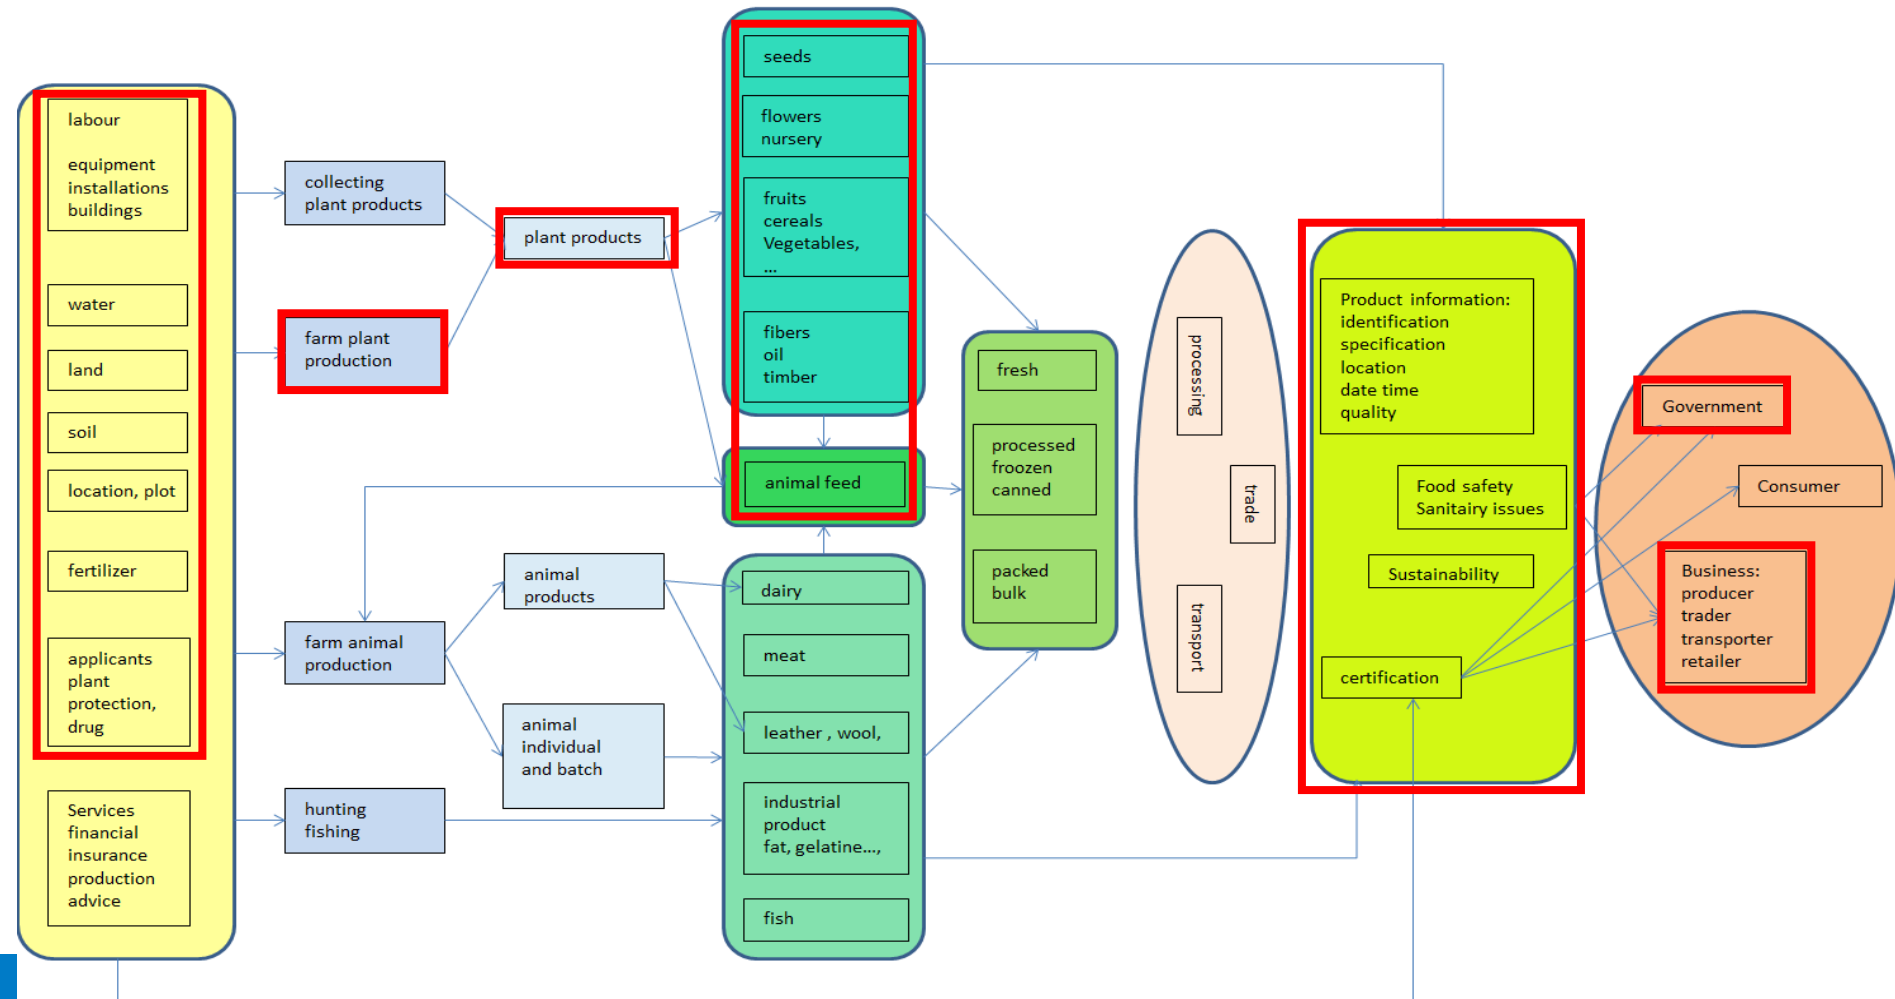 labour
equipment
installations
buildings
water
land
soil
location, plot
fertilizer
applicants
plant
protection,
drug
Services
financial
insurance
production
advice
collecting
plant products
farm plant
production
farm animal
production
hunting
fishing
plant products
animal
products
animal
individual
and batch
seeds
flowers
nursery
fruits
cereals
Vegetables,
...
fibers
oil
timber
animal feed
dairy
meat
leather , wool,
industrial
product
fat, gelatine...,
fish
fresh
processed
froozen
canned
packed
bulk
processing
trade
transport
Product information:
identification
specification
location
date time
quality
Food safety
Sanitairy issues
Sustainability
certification
Government
Consumer
Business:
producer
trader
transporter
retailer